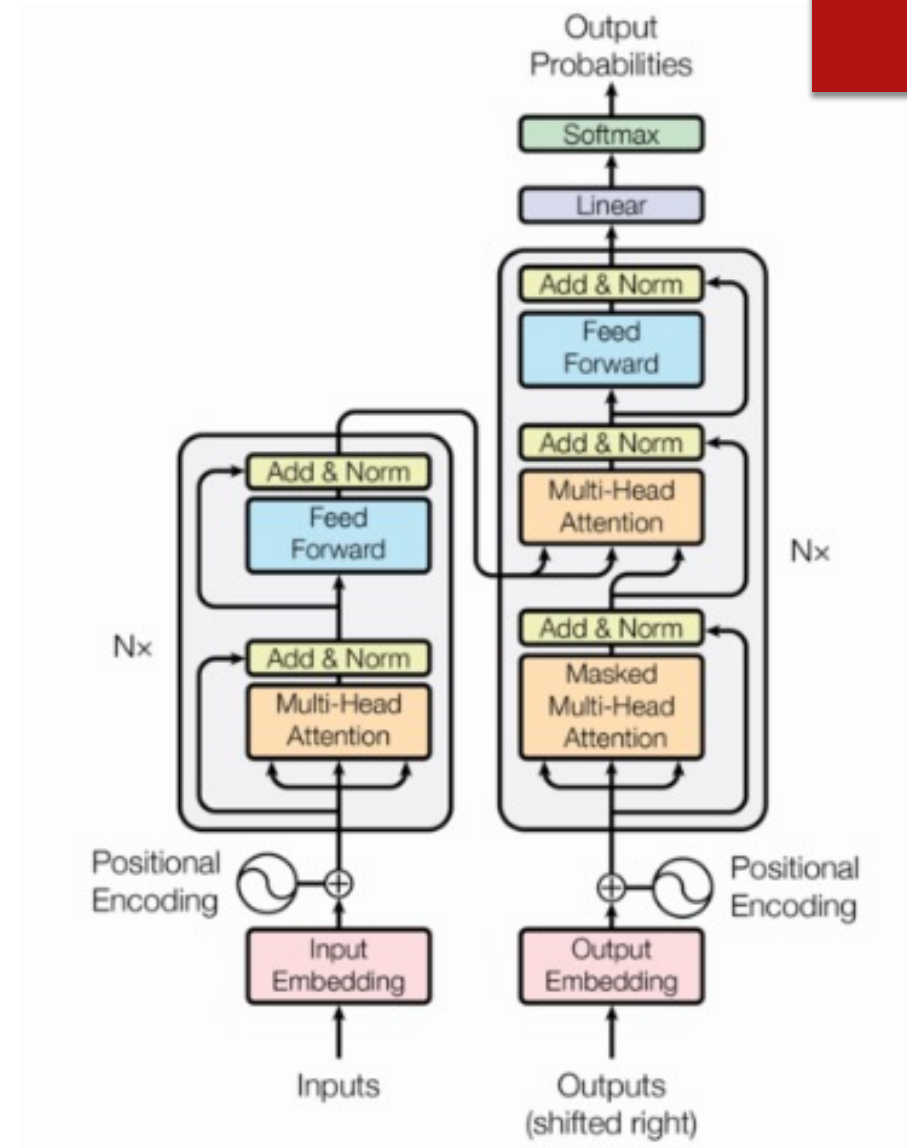 Output
Probabilities
Softmax
Linear
Add & Norm
Feed
Forward
Add & Norm
Multi-Head
Attention
Nx
Add & Norm
Masked
Multi-Head
Attention
Add & Norm
Feed
Forward
Nx
Add & Norm
Multi-Head
Attention
Positional
Encoding
Positional
Encoding
Input
Embedding
Output
Embedding
Inputs
Outputs
(shifted right)